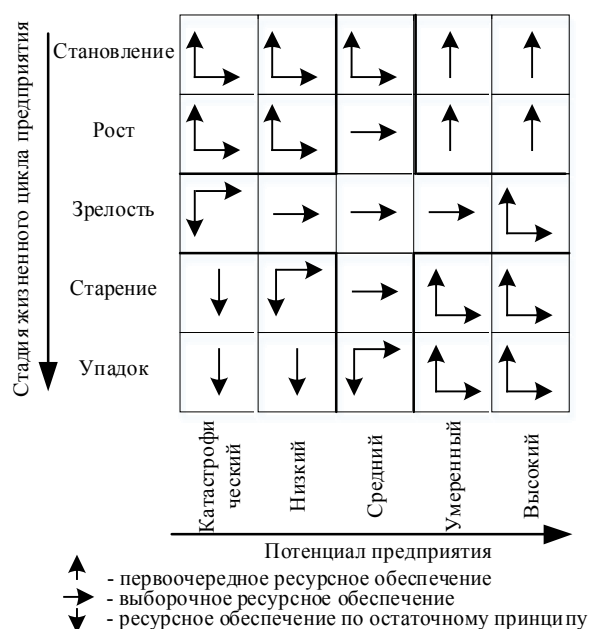 Стадия жизненного цикла предприятия
Становление
Рост
Зрелость
Старение
Упадок
Катастрофи
ческий
Низкий
Средний
Умеренный
Высокий
Потенциал предприятия
- первоочередное ресурсное обеспечение
- выборочное ресурсное обеспечение
- ресурсное обеспечение по остаточному принципу